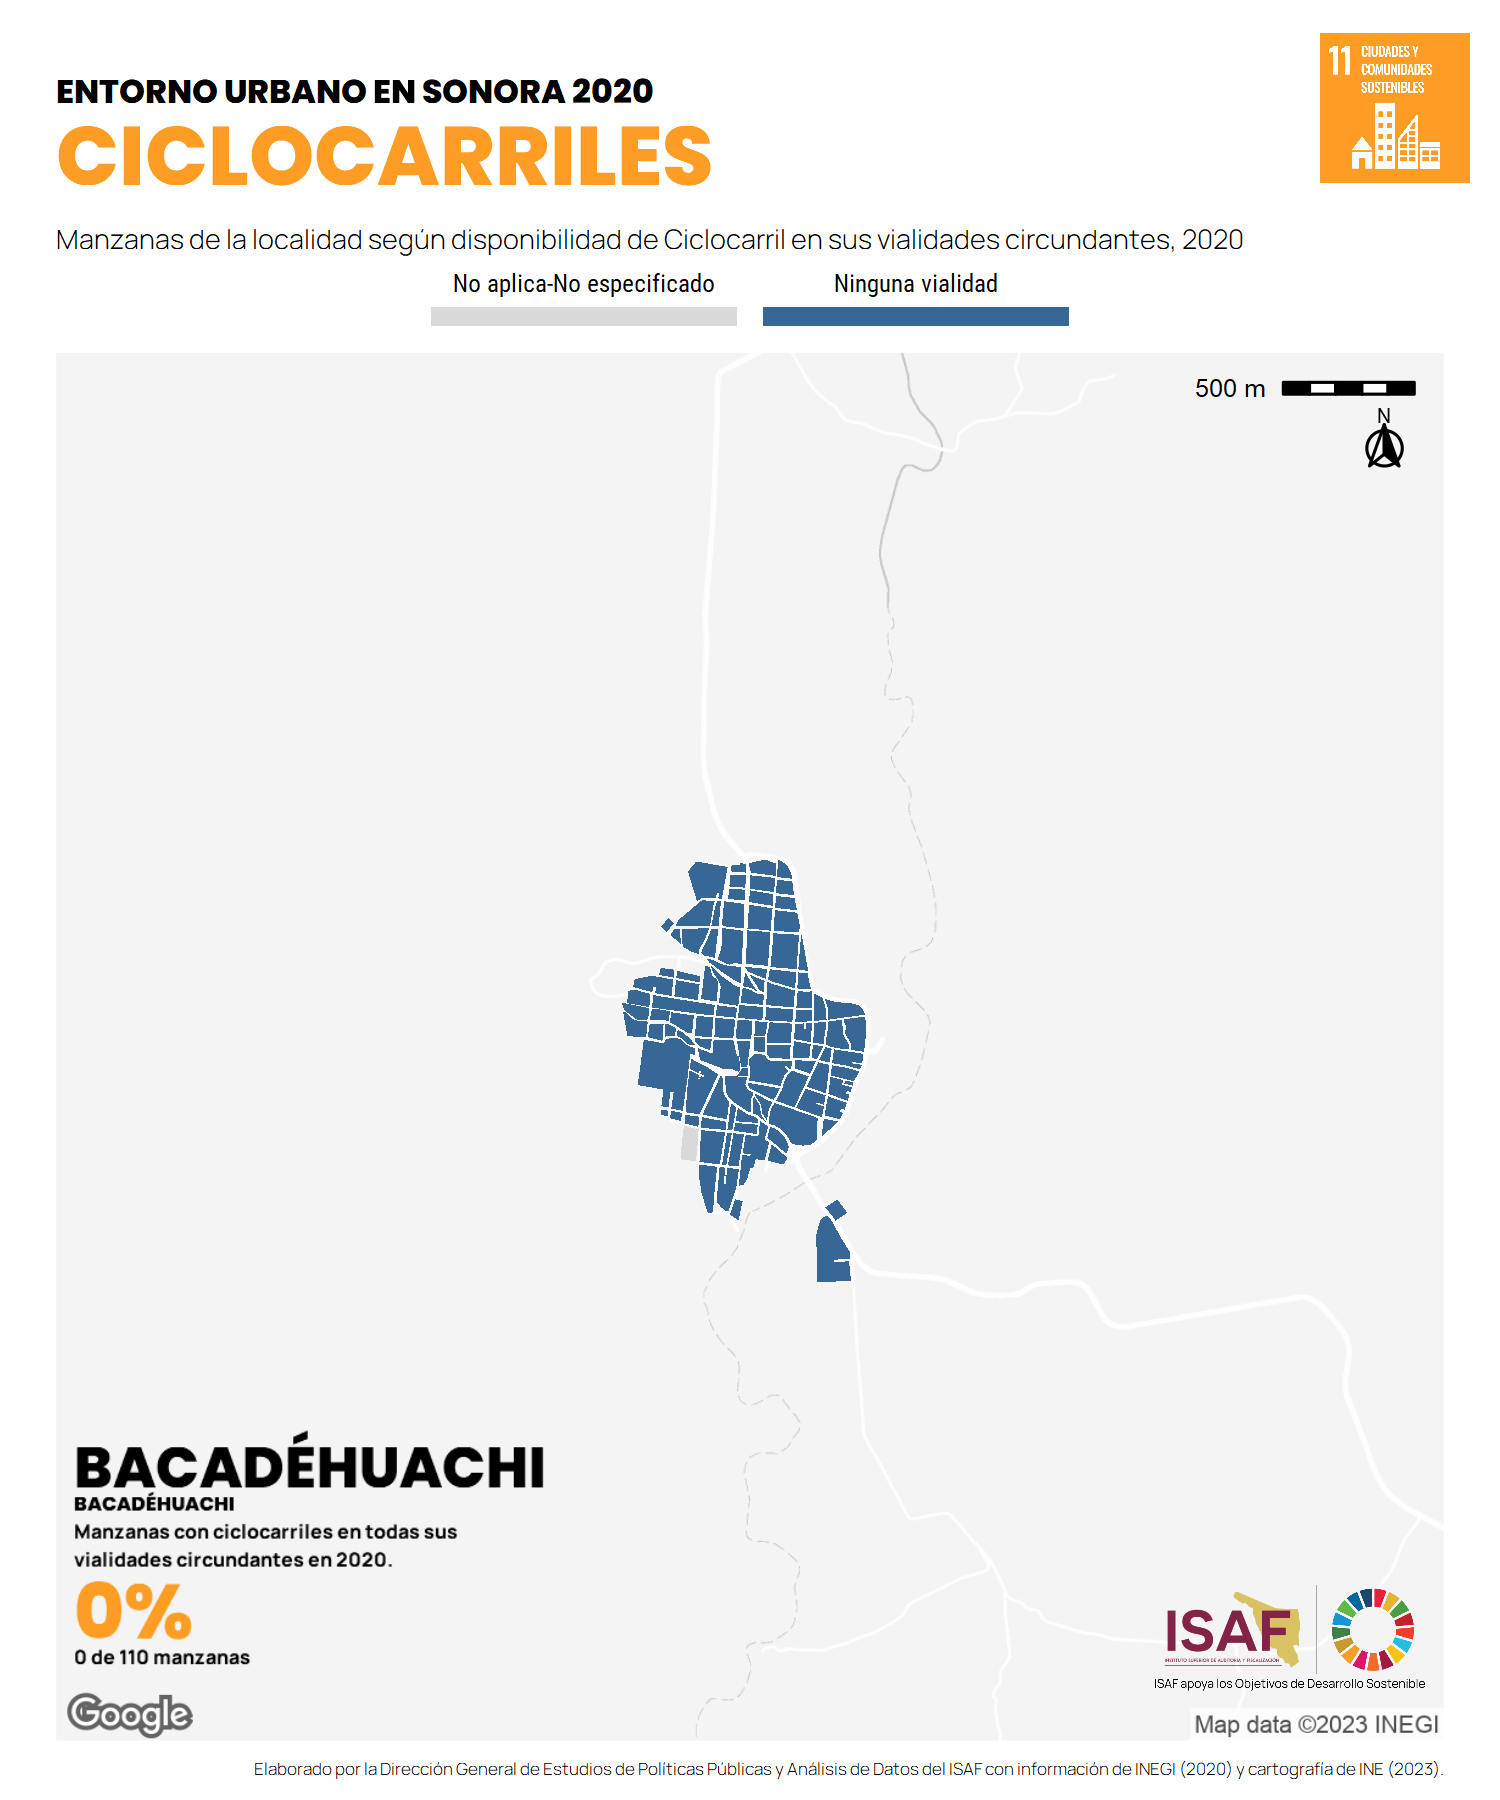 11 CIUDADES Y
COMUNIDADES
SOSTENIBLES
ENTORNO URBANO EN SONORA 2020
CICLOCARRILES
Manzanas de la localidad según disponibilidad de Ciclocarril en sus vialidades circundantes, 2020
No aplica-No especificado
Ninguna vialidad
500 m
N
BACADÉHUACHI
BACADÉHUACHI
Manzanas con ciclocarriles en todas sus
vialidades circundantes en 2020.
0%
0 de 110 manzanas
Google
ISAF
INSTITUTO SUPERIOR DE AUDITORÍA Y FISCALIZACIÓN
ISAF apoya los Objetivos de Desarrollo Sostenible
Map data ©2023 INEGI
Elaborado por la Dirección General de Estudios de Políticas Públicas y Análisis de Datos del ISAF con información de INEGI (2020) y cartografía de INE (2023).